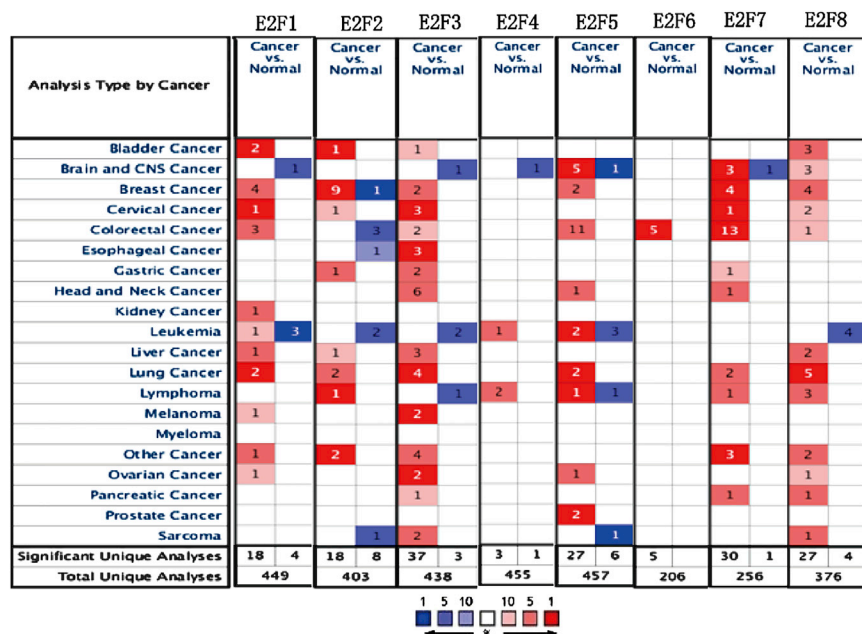 E2F1 E2F2 E2F3 E2F4 E2F5 E2F6 E2F7 E2F8
Analysis Type by Cancer
Cancer vs. Normal Cancer vs. Normal Cancer vs. Normal Cancer vs. Normal Cancer vs. Normal Cancer vs. Normal Cancer vs. Normal Cancer vs. Normal
Bladder Cancer 2 1 1 3
Brain and CNS Cancer 1 1 1 5 1 3 1 3
Breast Cancer 4 9 1 2 2 4 4
Cervical Cancer 1 1 3 1 2
Colorectal Cancer 3 3 2 11 5 13 1
Esophageal Cancer 1 3
Gastric Cancer 1 2 1
Head and Neck Cancer 6 1 1
Kidney Cancer 1
Leukemia 1 3 2 2 1 2 3 4
Liver Cancer 1 1 3 2
Lung Cancer 2 2 4 2 2 5
Lymphoma 1 1 2 1 1 1 3
Melanoma 1 2
Myeloma
Other Cancer 1 2 4 3 2
Ovarian Cancer 1 2 1 1
Pancreatic Cancer 1 1 1
Prostate Cancer 2
Sarcoma 1 2 1 1
Significant Unique Analyses 18 4 18 8 37 3 3 1 27 6 5 30 1 27 4
Total Unique Analyses 449 403 438 455 457 206 256 376
1 5 10 10 5 1
%